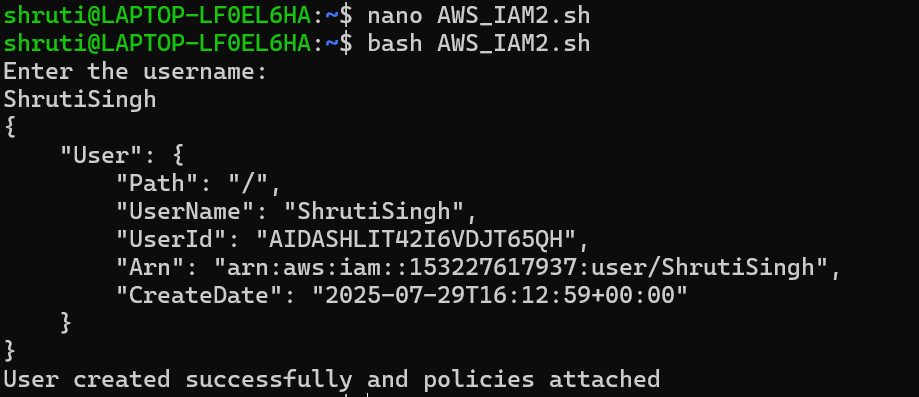 shruti@LAPTOP-LF0EL6HA:~$ nano AWS_IAM2.sh
shruti@LAPTOP-LF0EL6HA:~$ bash AWS_IAM2.sh
Enter the username:
ShrutiSingh
{
    "User": {
        "Path": "/",
        "UserName": "ShrutiSingh",
        "UserId": "AIDASHLIT42I6VDJT65QH",
        "Arn": "arn:aws:iam::153227617937:user/ShrutiSingh",
        "CreateDate": "2025-07-29T16:12:59+00:00"
    }
}
User created successfully and policies attached